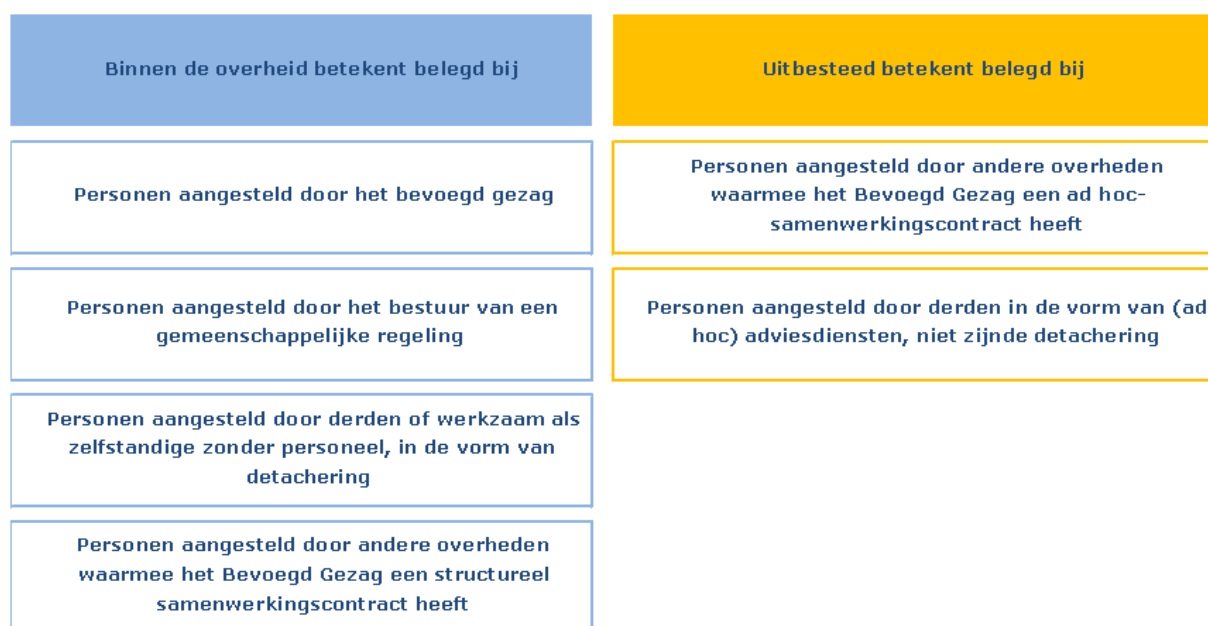 Binnen de overheid betekent belegd bij
Personen aangesteld door het bevoegd gezag
Personen aangesteld door het bestuur van een
gemeenschappelijke regeling
Personen aangesteld door derden of werkzaam als
zelfstandige zonder personeel, in de vorm van
detachering
Personen aangesteld door andere overheden
waarmee het Bevoegd Gezag een structureel
samenwerkingscontract heeft
Uitbesteed betekent belegd bij
Personen aangesteld door andere overheden
waarmee het Bevoegd Gezag een ad hoc-
samenwerkingscontract heeft
Personen aangesteld door derden in de vorm van (ad
hoc) adviesdiensten, niet zijnde detachering